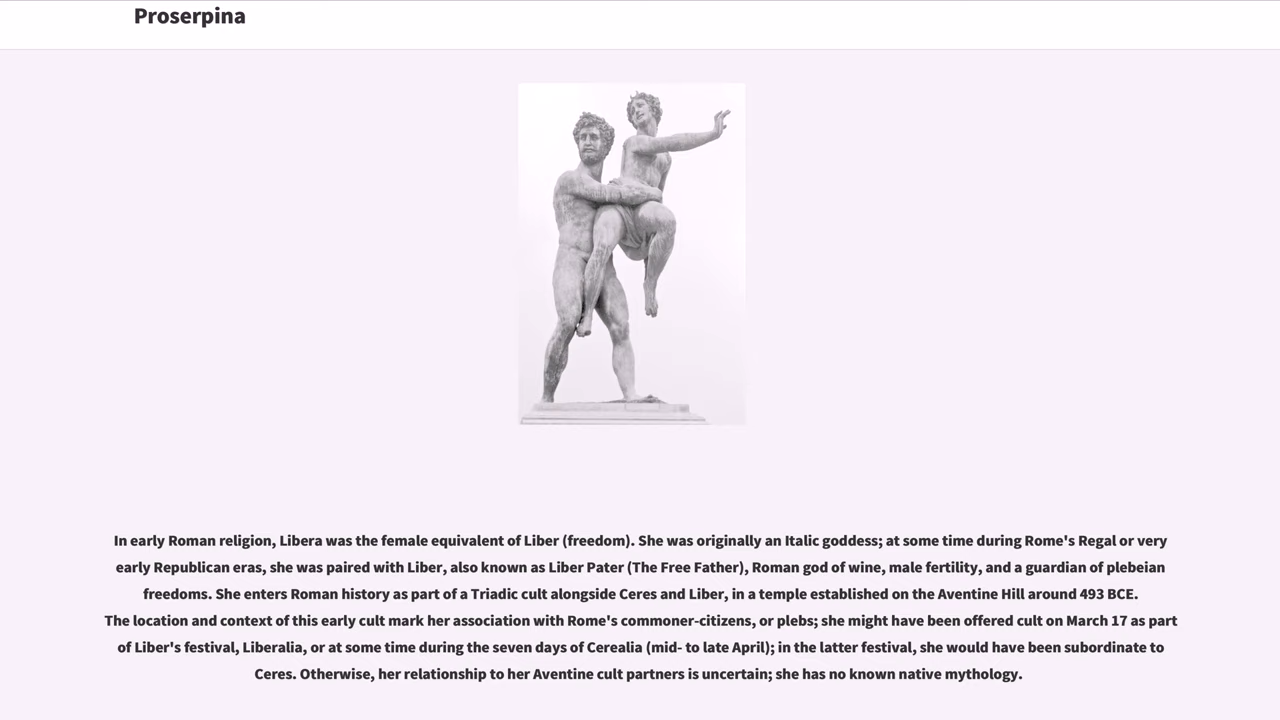 Proserpina
In early Roman religion, Libera was the female equivalent of Liber (freedom). She was originally an Italic goddess; at some time during Rome's Regal or very
early Republican eras, she was paired with Liber, also known as Liber Pater (The Free Father), Roman god of wine, male fertility, and a guardian of plebeian
freedoms. She enters Roman history as part of a Triadic cult alongside Ceres and Liber, in a temple established on the Aventine Hill around 493 BCE.
The location and context of this early cult mark her association with Rome's commoner-citizens, or plebs; she might have been offered cult on March 17 as part
of Liber's festival, Liberalia, or at some time during the seven days of Cerealia (mid- to late April); in the latter festival, she would have been subordinate to
Ceres. Otherwise, her relationship to her Aventine cult partners is uncertain; she has no known native mythology.